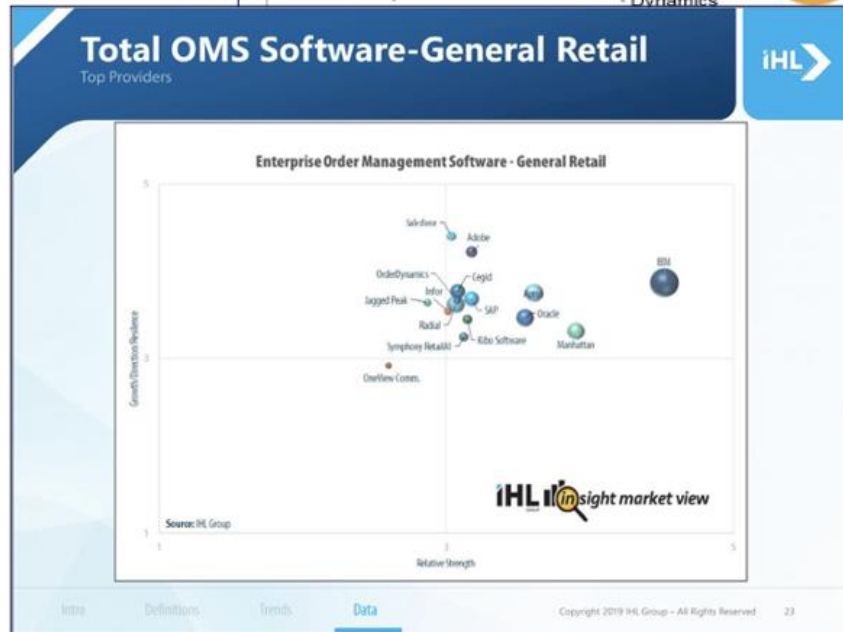 Dynamics
Total OMS Software-General Retail
Top Providers
iHL
Enterprise Order Management Software - General Retail
5
Salesforce
Adobe
IBM
OrderDynamics
Cegid
Infor
Jagged Peak
SAP
Oracle
Radial
Kibo Software
Manhattan
Symphony RetailAI
3
OneView Comm.
Growth/Direction Resilience
iHL GROUP insight market view
Source: IHL Group
1
1
3
5
Relative Strength
Intro
Definitions
Trends
Data
Copyright 2019 IHL Group – All Rights Reserved
23